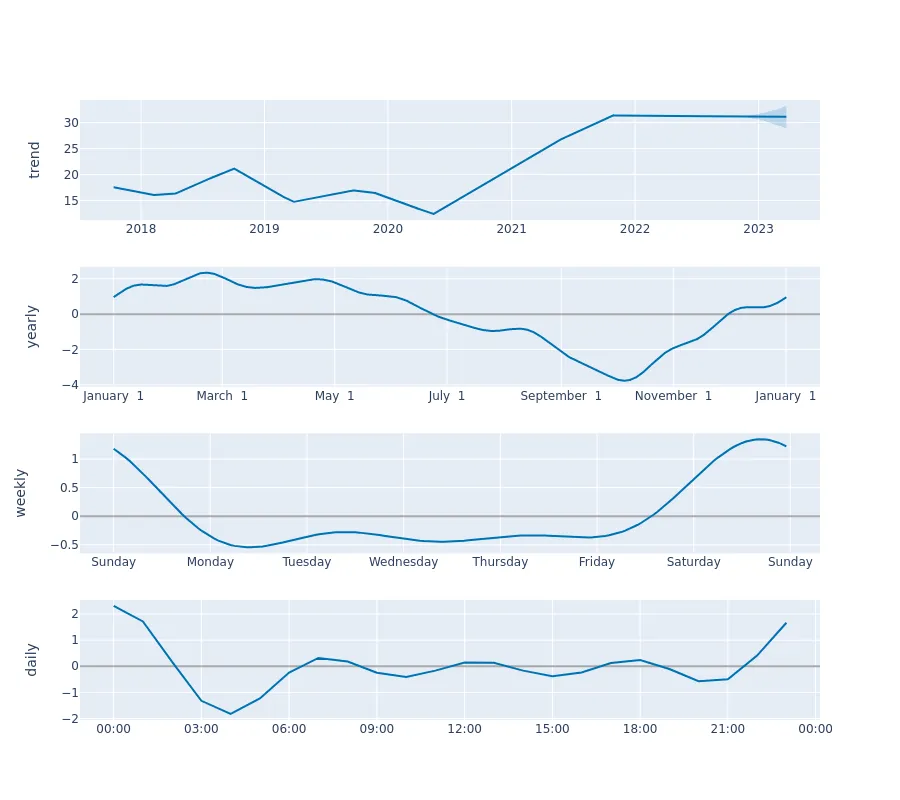 trend
30
25
20
15
2018 2019 2020 2021 2022 2023
yearly
2
0
−2
−4
January 1 March 1 May 1 July 1 September 1 November 1 January 1
weekly
1
0.5
0
−0.5
Sunday Monday Tuesday Wednesday Thursday Friday Saturday Sunday
daily
2
1
0
−1
−2
00:00 03:00 06:00 09:00 12:00 15:00 18:00 21:00 00:00